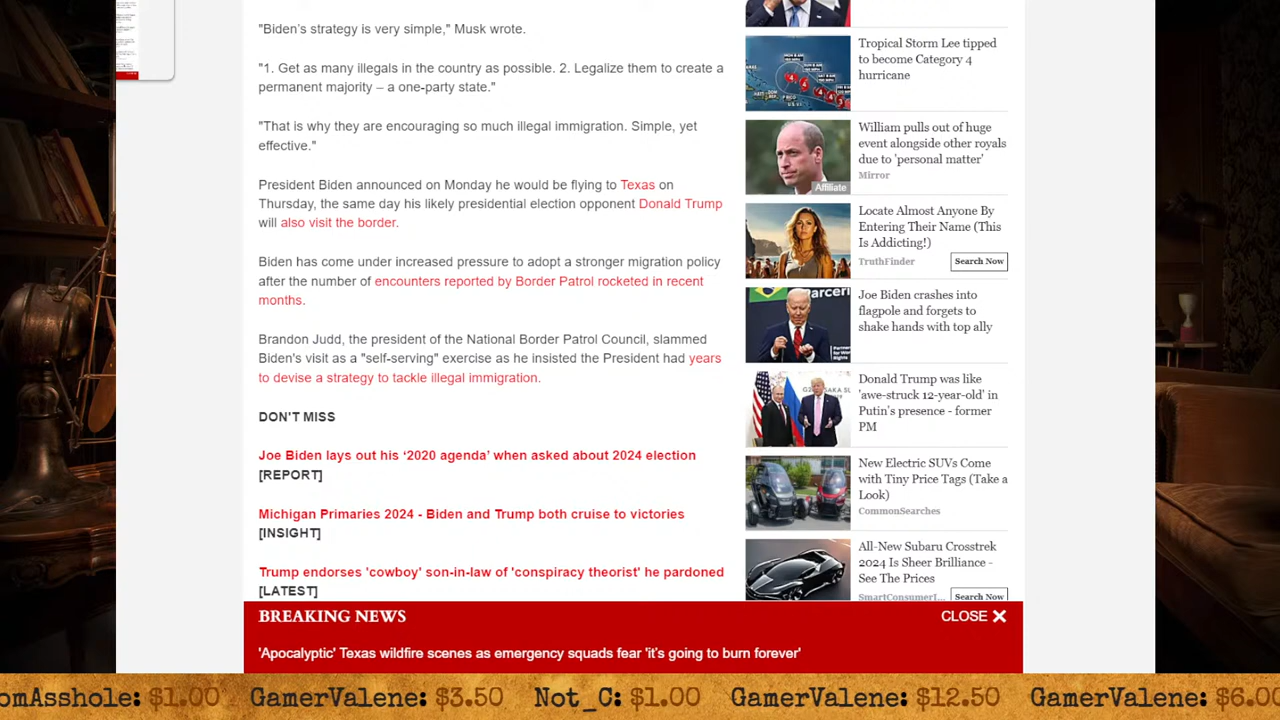 "Biden's strategy is very simple," Musk wrote.
"1. Get as many illegals in the country as possible. 2. Legalize them to create a
permanent majority – a one-party state."
"That is why they are encouraging so much illegal immigration. Simple, yet
effective."
President Biden announced on Monday he would be flying to Texas on
Thursday, the same day his likely presidential election opponent Donald Trump
will also visit the border.
Biden has come under increased pressure to adopt a stronger migration policy
after the number of encounters reported by Border Patrol rocketed in recent
months.
Brandon Judd, the president of the National Border Patrol Council, slammed
Biden's visit as a "self-serving" exercise as he insisted the President had years
to devise a strategy to tackle illegal immigration.
DON'T MISS
Joe Biden lays out his ‘2020 agenda’ when asked about 2024 election
[REPORT]
Michigan Primaries 2024 - Biden and Trump both cruise to victories
[INSIGHT]
Trump endorses 'cowboy' son-in-law of 'conspiracy theorist' he pardoned
[LATEST]
Tropical Storm Lee tipped
to become Category 4
hurricane
William pulls out of huge
event alongside other royals
due to 'personal matter'
Mirror
Affiliate
Locate Almost Anyone By
Entering Their Name (This
Is Addicting!)
TruthFinder
Search Now
Joe Biden crashes into
flagpole and forgets to
shake hands with top ally
Donald Trump was like
'awe-struck 12-year-old' in
Putin's presence - former
PM
New Electric SUVs Come
with Tiny Price Tags (Take a
Look)
CommonSearches
All-New Subaru Crosstrek
2024 Is Sheer Brilliance -
See The Prices
SmartConsumerI...
Search Now
BREAKING NEWS
CLOSE
'Apocalyptic' Texas wildfire scenes as emergency squads fear 'it's going to burn forever'
omAsshole: $1.00 GamerValene: $3.50 Not_C: $1.00 GamerValene: $12.50 GamerValene: $6.00